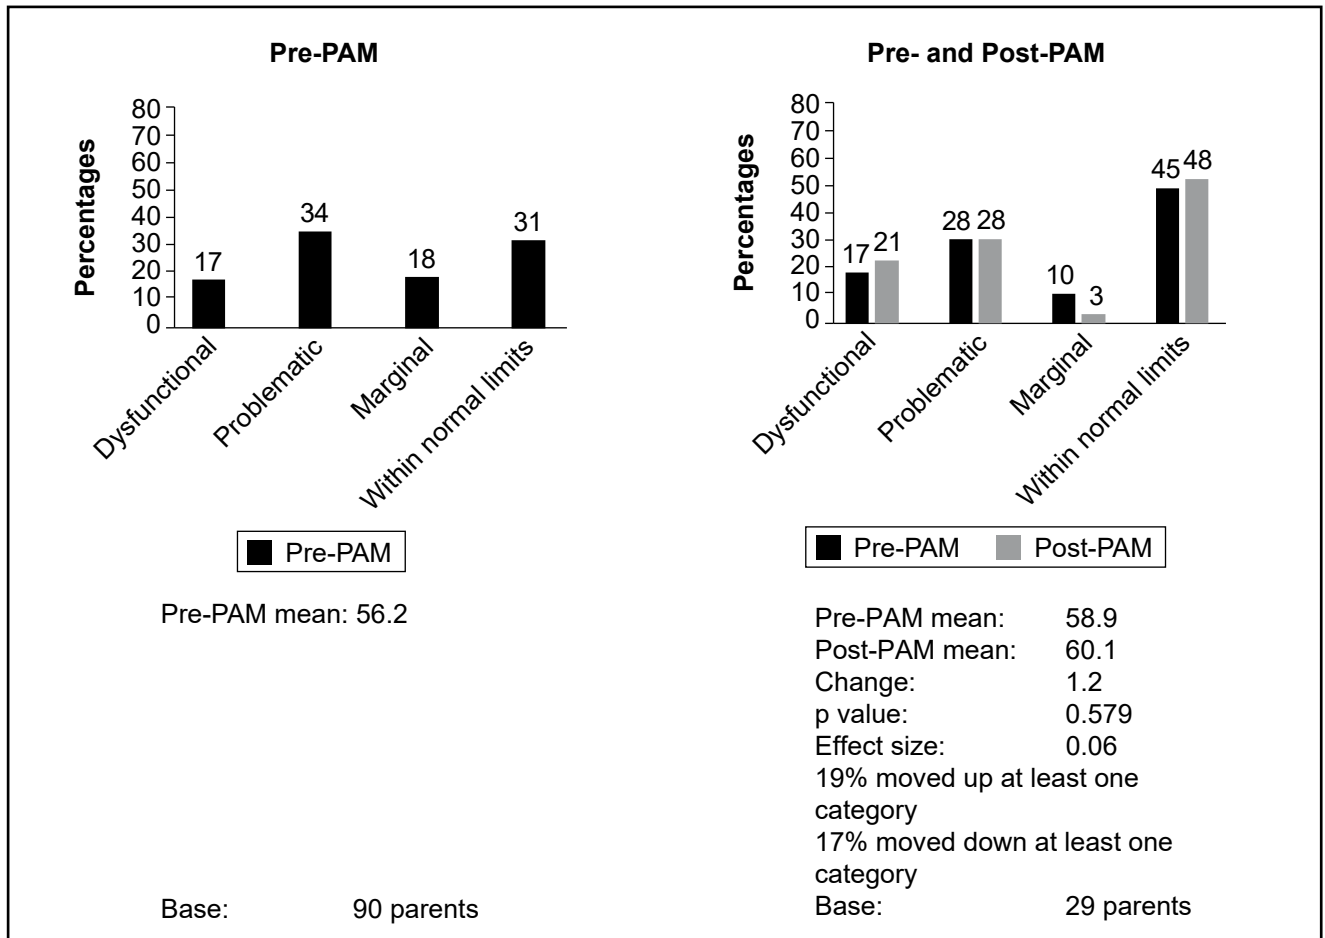 Pre-PAM
Percentages
80
70
60
50
40
30
20
10
0
17
34
18
31
Dysfunctional
Problematic
Marginal
Within normal limits
Pre-PAM
Pre-PAM mean: 56.2
Base: 90 parents
Pre- and Post-PAM
Percentages
80
70
60
50
40
30
20
10
0
17 21
28 28
10 3
45 48
Dysfunctional
Problematic
Marginal
Within normal limits
Pre-PAM Post-PAM
Pre-PAM mean: 58.9
Post-PAM mean: 60.1
Change: 1.2
p value: 0.579
Effect size: 0.06
19% moved up at least one
category
17% moved down at least one
category
Base: 29 parents